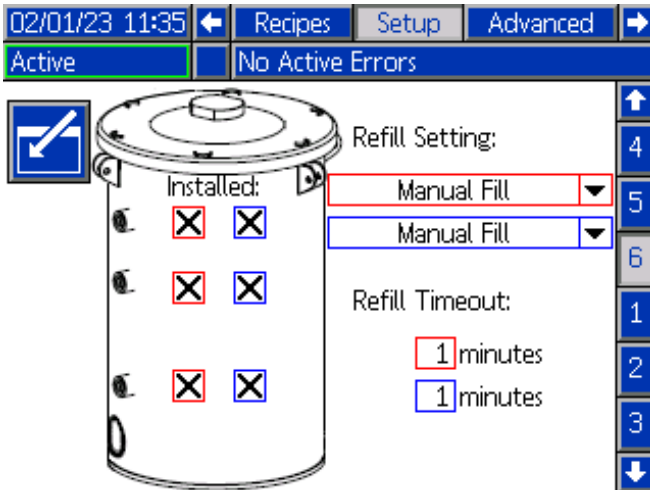 02/01/23 11:35 Recipes Setup Advanced
Active No Active Errors
Refill Setting:
4
Installed:
Manual Fill
5
Manual Fill
6
Refill Timeout:
1
1 minutes
2
1 minutes
3